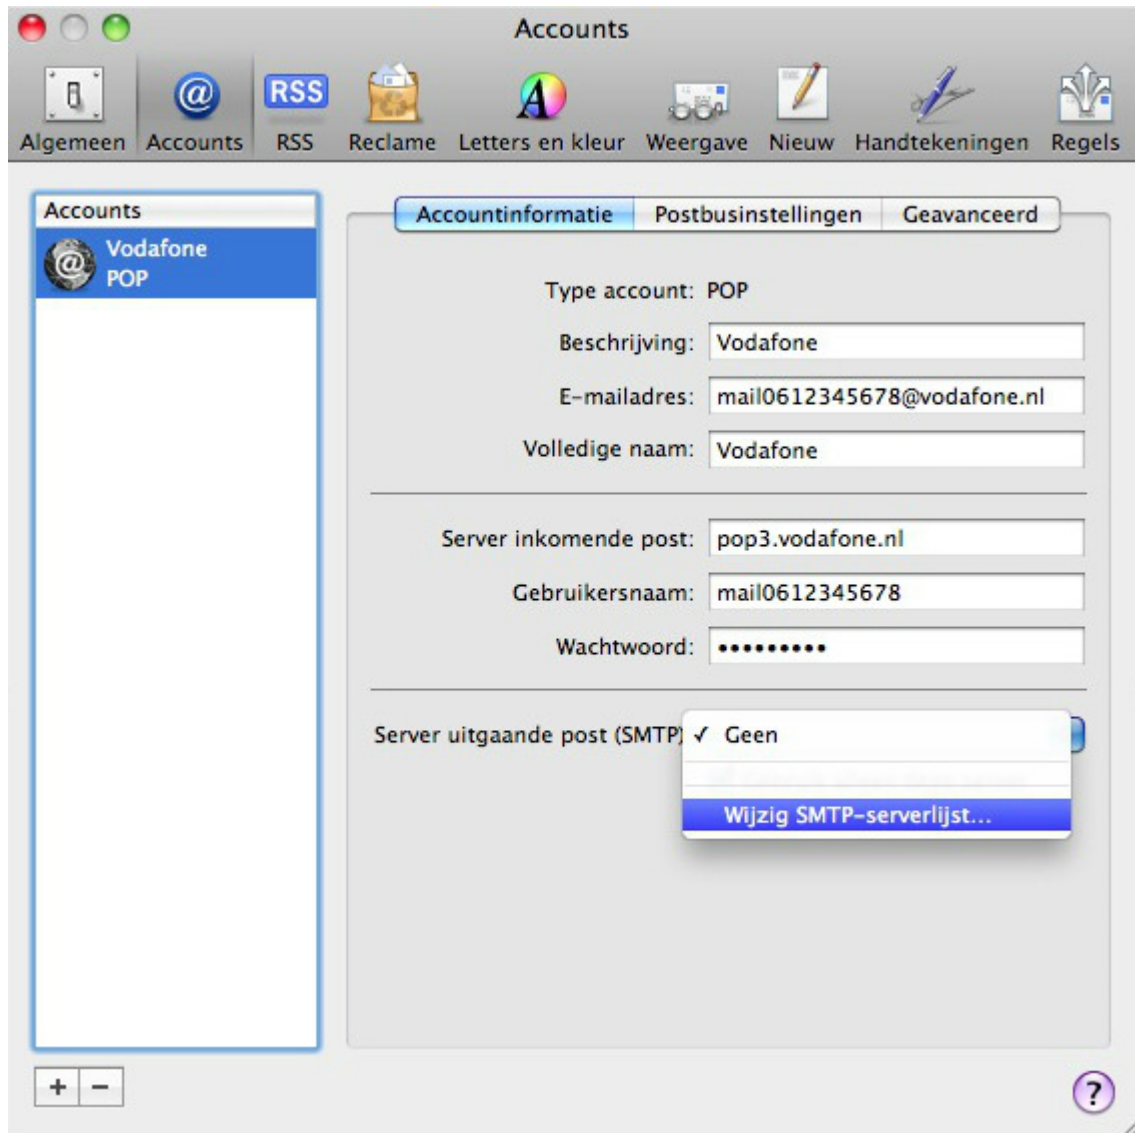 Accounts
RSS
Algemeen Accounts RSS Reclame Letters en kleur Weergave Nieuw Handtekeningen Regels
Accounts
Vodafone
POP
Accountinformatie Postbusinstellingen Geavanceerd
Type account: POP
Beschrijving: Vodafone
E-mailadres: mail0612345678@vodafone.nl
Volledige naam: Vodafone
Server inkomende post: pop3.vodafone.nl
Gebruikersnaam: mail0612345678
Wachtwoord: •••••••••
Server uitgaande post (SMTP) ✓ Geen
Wijzig SMTP-serverlijst...
+ − ?